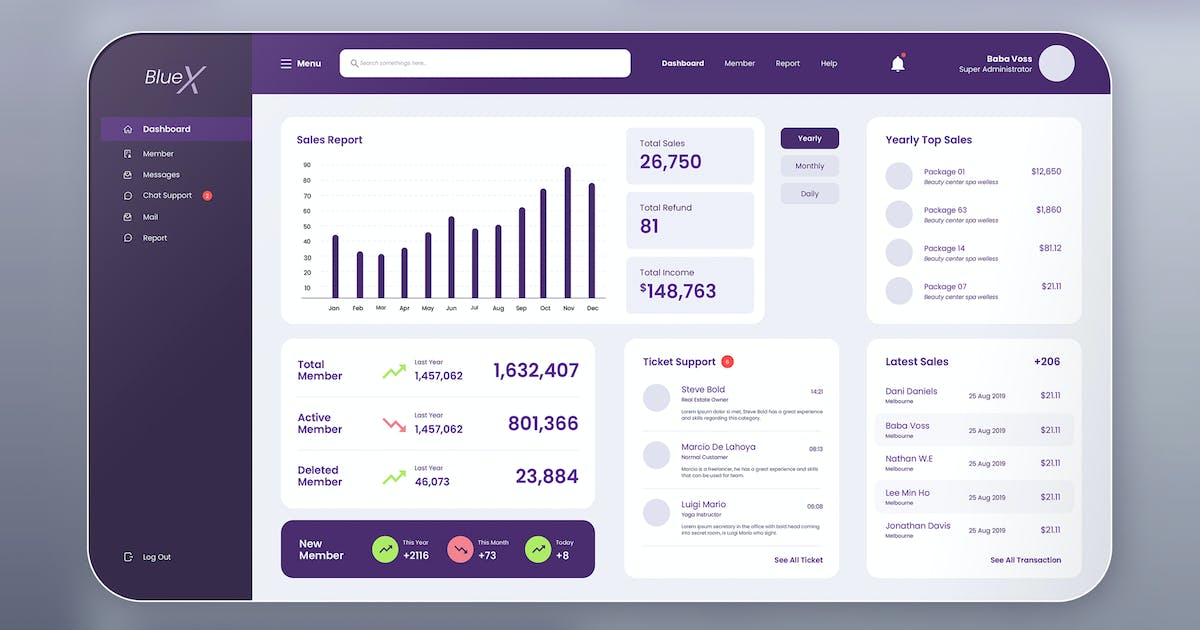 BlueX
Menu
Search somethings here..
Dashboard
Member
Report
Help
Baba Voss
Super Administrator
Dashboard
Member
Messages
Chat Support
2
Mail
Report
Log Out
Sales Report
90
80
70
60
50
40
30
20
10
Jan Feb Mar Apr May Jun Jul Aug Sep Oct Nov Dec
Total Sales
26,750
Total Refund
81
Total Income
$148,763
Yearly
Monthly
Daily
Yearly Top Sales
Package 01 $12,650
Beauty center spa welless
Package 63 $1,860
Beauty center spa welless
Package 14 $81.12
Beauty center spa welless
Package 07 $21.11
Beauty center spa welless
Total
Member
Last Year
1,457,062
1,632,407
Active
Member
Last Year
1,457,062
801,366
Deleted
Member
Last Year
46,073
23,884
New
Member
This Year
+2116
This Month
+73
Today
+8
Ticket Support
Steve Bold 14:21
Real Estate Owner
Lorem ipsum dolor si met, Steve Bold has a great experience
and skills regarding this category.
Marcio De Lahoya 08:13
Normal Customer
Marcio is a freelancer, he has a great experience and skills
that can be used for team.
Luigi Mario 06:08
Yoga Instructor
Lorem ipsum secretary in the office with bold head coming
into secret room, is Luigi Mario who sight.
See All Ticket
Latest Sales +206
Dani Daniels 25 Aug 2019 $21.11
Melbourne
Baba Voss 25 Aug 2019 $21.11
Melbourne
Nathan W.E 25 Aug 2019 $21.11
Melbourne
Lee Min Ho 25 Aug 2019 $21.11
Melbourne
Jonathan Davis 25 Aug 2019 $21.11
Melbourne
See All Transaction